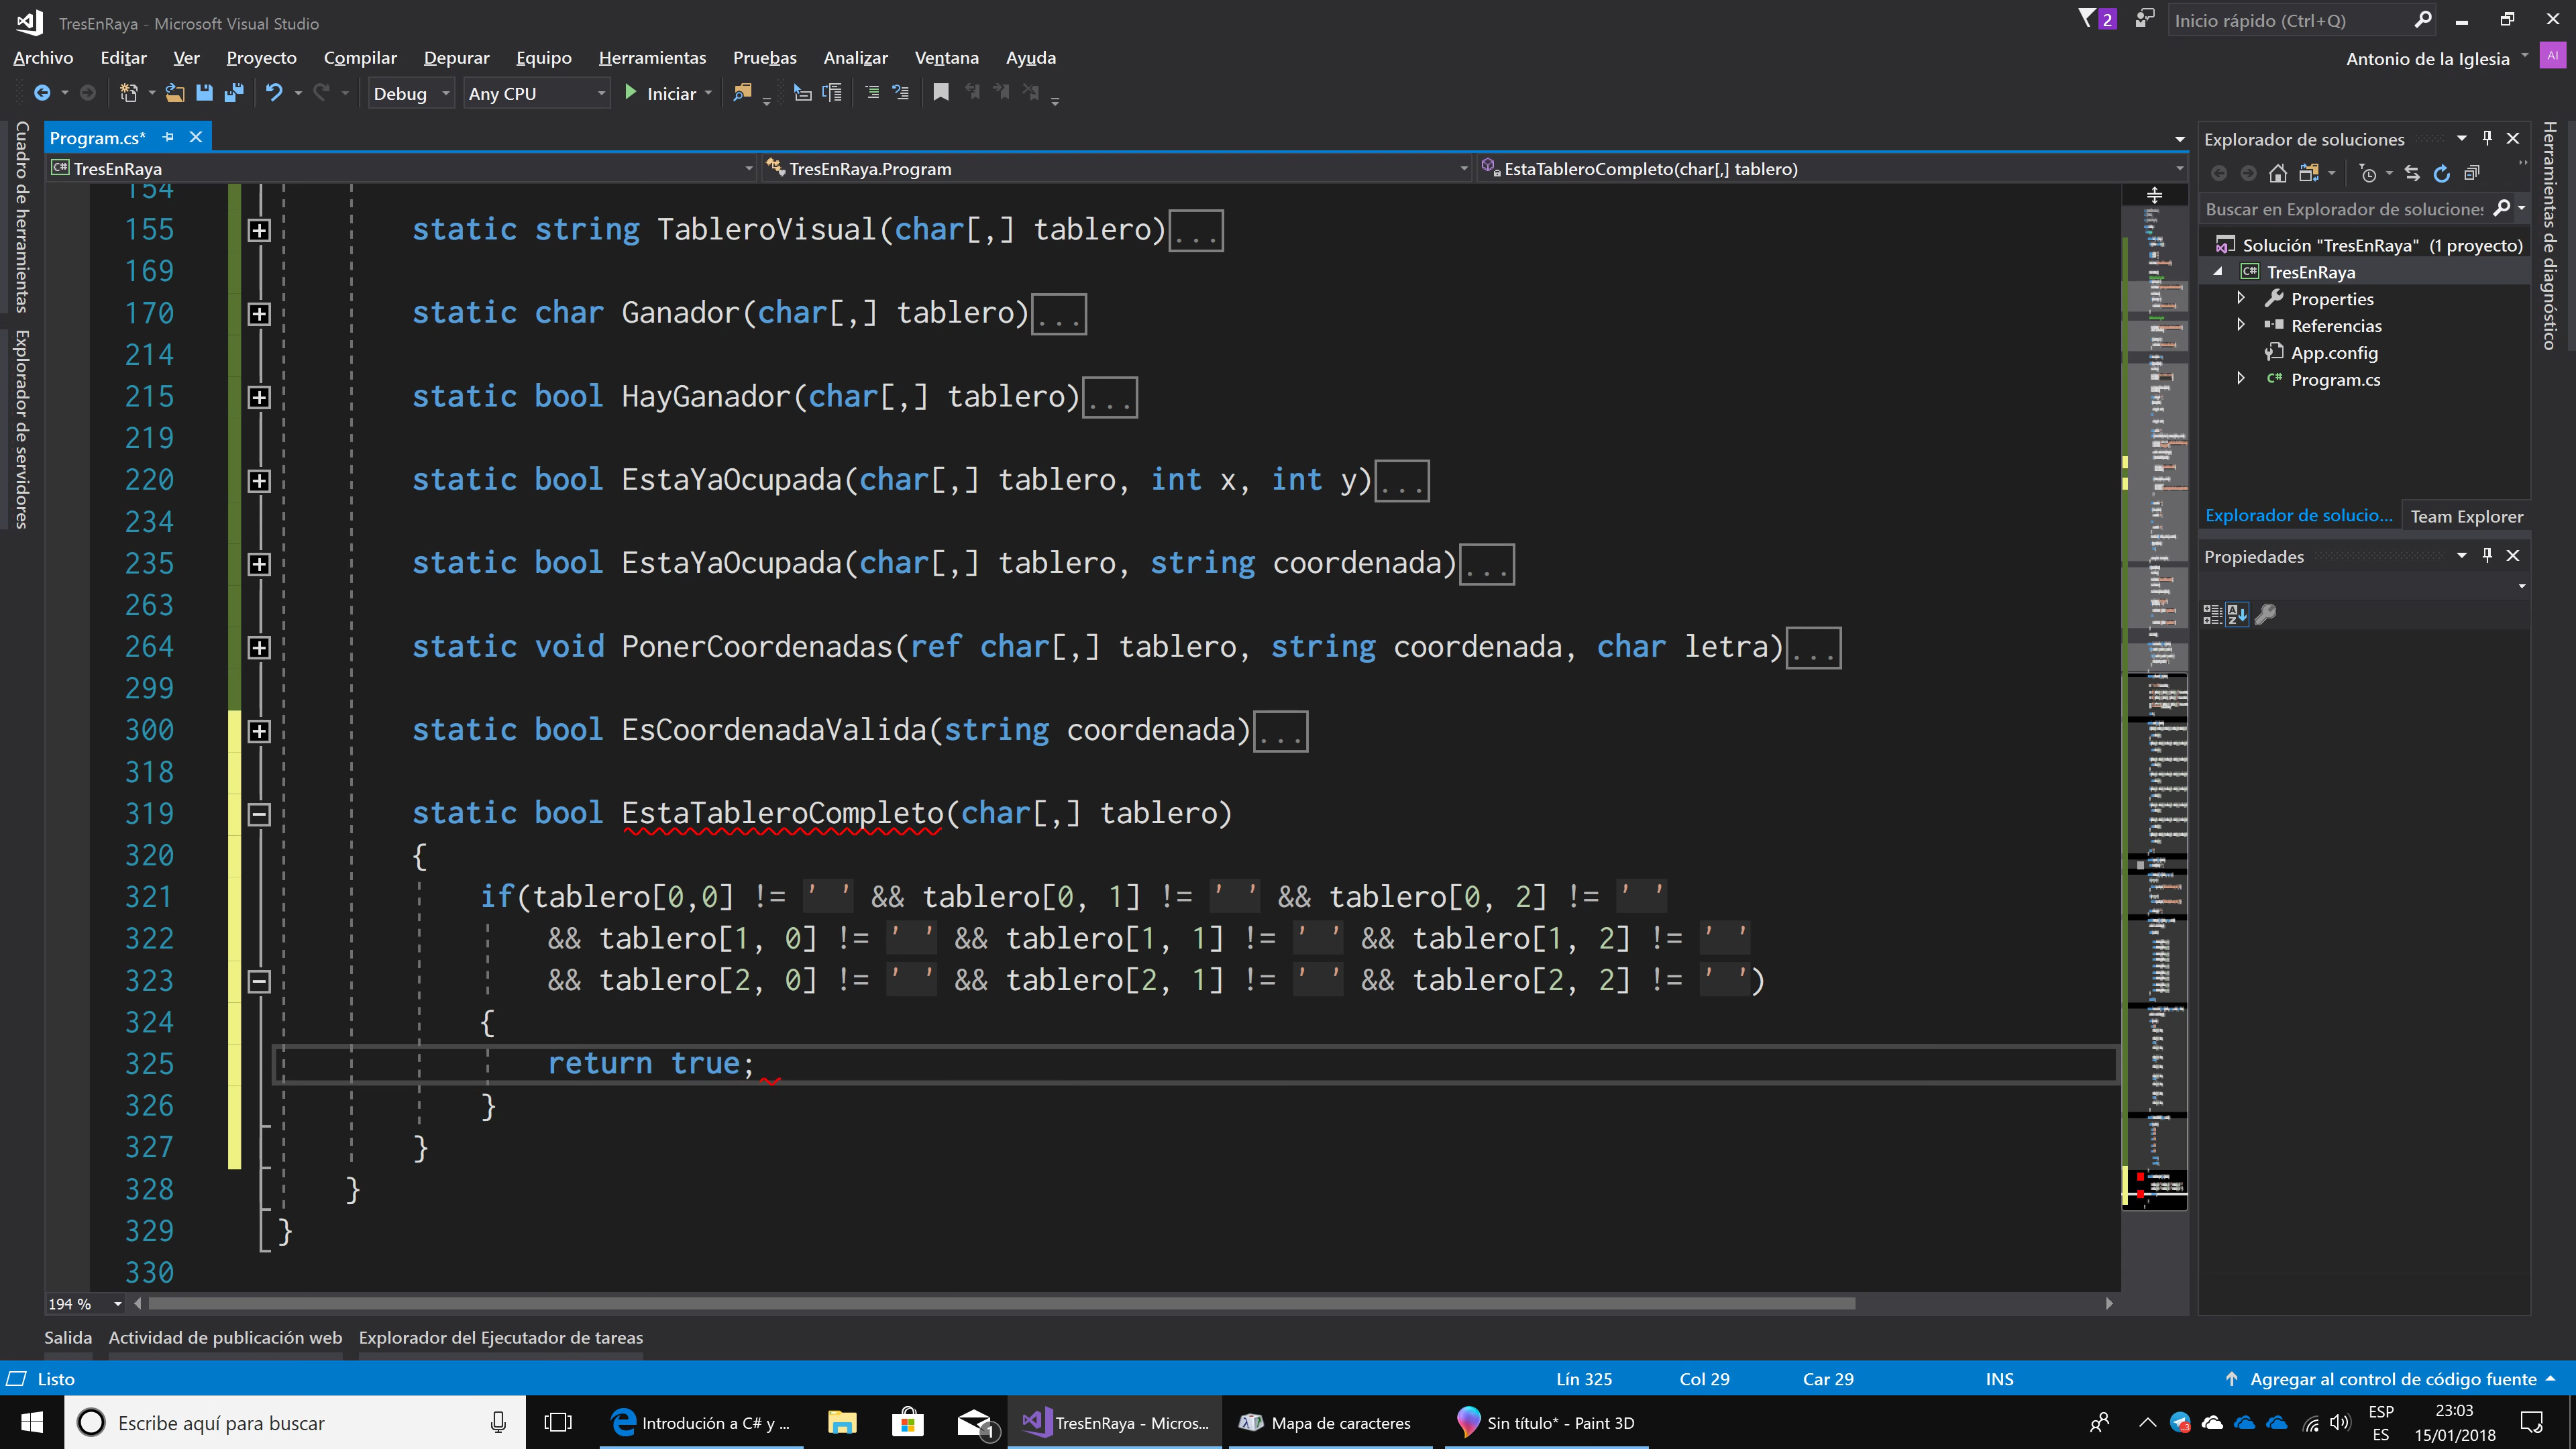 TresEnRaya - Microsoft Visual Studio
2
Inicio rápido (Ctrl+Q)
Archivo Editar Ver Proyecto Compilar Depurar Equipo Herramientas Pruebas Analizar Ventana Ayuda
Antonio de la Iglesia AI
Debug Any CPU Iniciar
Cuadro de herramientas
Explorador de servidores
Program.cs*
TresEnRaya TresEnRaya.Program EstaTableroCompleto(char[,] tablero)
154
155 static string TableroVisual(char[,] tablero)...
169
170 static char Ganador(char[,] tablero)...
214
215 static bool HayGanador(char[,] tablero)...
219
220 static bool EstaYaOcupada(char[,] tablero, int x, int y)...
234
235 static bool EstaYaOcupada(char[,] tablero, string coordenada)...
263
264 static void PonerCoordenadas(ref char[,] tablero, string coordenada, char letra)...
299
300 static bool EsCoordenadaValida(string coordenada)...
318
319 static bool EstaTableroCompleto(char[,] tablero)
320 {
321 if(tablero[0,0] != ' ' && tablero[0, 1] != ' ' && tablero[0, 2] != ' '
322 && tablero[1, 0] != ' ' && tablero[1, 1] != ' ' && tablero[1, 2] != ' '
323 && tablero[2, 0] != ' ' && tablero[2, 1] != ' ' && tablero[2, 2] != ' ')
324 {
325 return true;
326 }
327 }
328 }
329 }
330
194 %
Explorador de soluciones
Buscar en Explorador de soluciones
Solución "TresEnRaya" (1 proyecto)
C# TresEnRaya
Properties
Referencias
App.config
C# Program.cs
Explorador de solucio... Team Explorer
Propiedades
Herramientas de diagnóstico
Salida Actividad de publicación web Explorador del Ejecutador de tareas
Listo Lín 325 Col 29 Car 29 INS Agregar al control de código fuente
Escribe aquí para buscar
Introdución a C# y ...
1
TresEnRaya - Micros...
Mapa de caracteres
Sin título* - Paint 3D
ESP
ES
23:03
15/01/2018